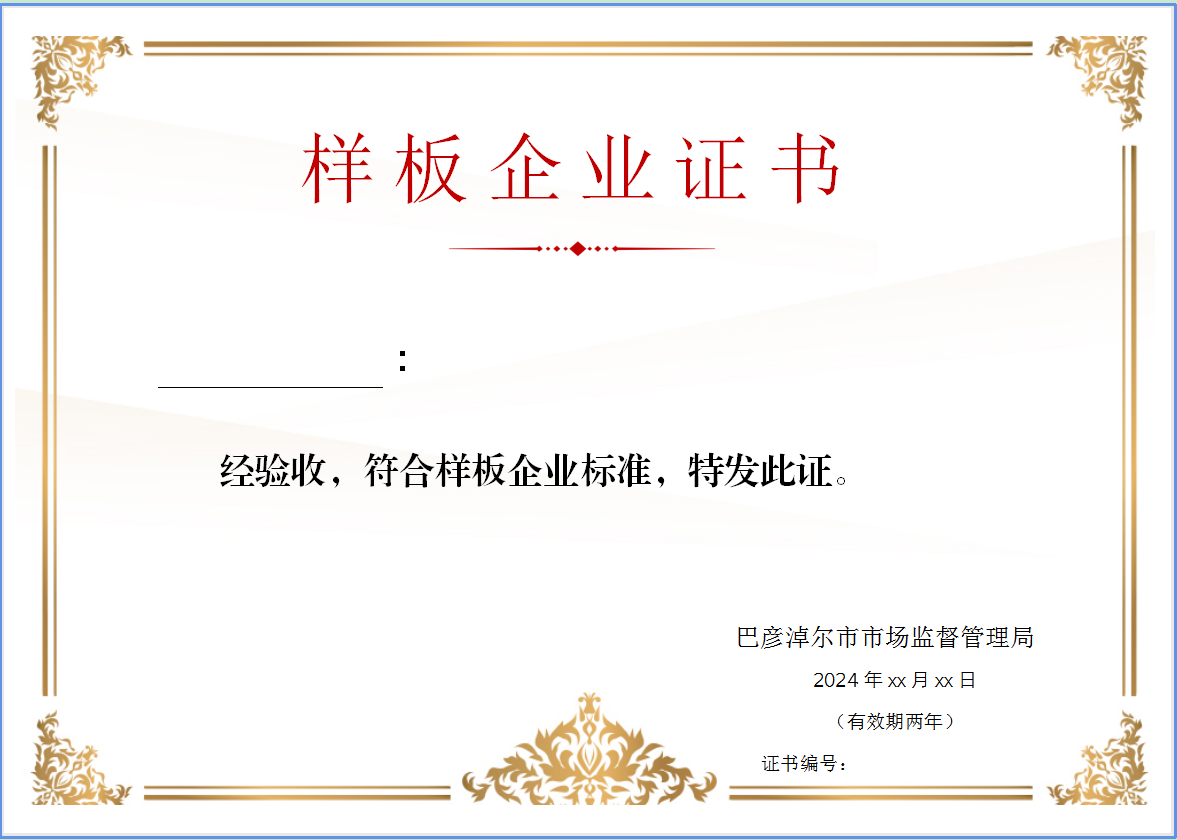 样板企业证书
：
经验收，符合样板企业标准，特发此证。
巴彦淖尔市市场监督管理局
2024 年 xx 月 xx 日
（有效期两年）
证书编号：